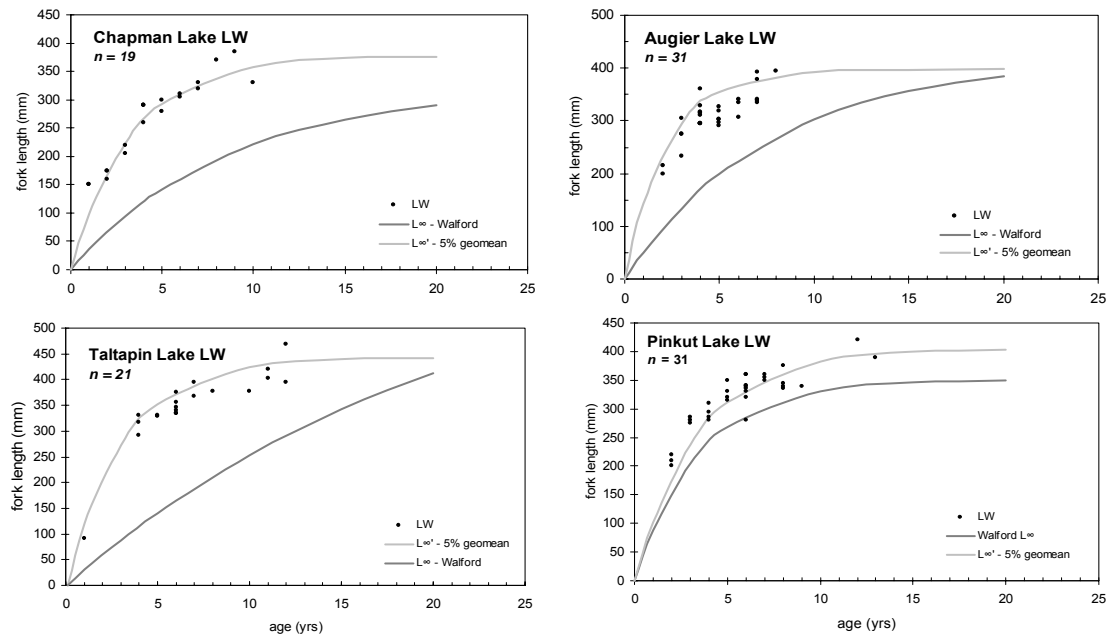 Chapman Lake LW
n = 19
fork length (mm)
450
400
350
300
250
200
150
100
50
0
0 5 10 15 20 25
LW
L∞ - Walford
L∞' - 5% geomean
Augier Lake LW
n = 31
fork length (mm)
500
400
300
200
100
0
0 5 10 15 20 25
LW
L∞ - Walford
L∞' - 5% geomean
Taltapin Lake LW
n = 21
fork length (mm)
500
450
400
350
300
250
200
150
100
50
0
0 5 10 15 20 25
age (yrs)
LW
L∞' - 5% geomean
L∞ - Walford
Pinkut Lake LW
n = 31
fork length (mm)
450
400
350
300
250
200
150
100
50
0
0 5 10 15 20 25
age (yrs)
LW
Walford L∞
L∞' - 5% geomean